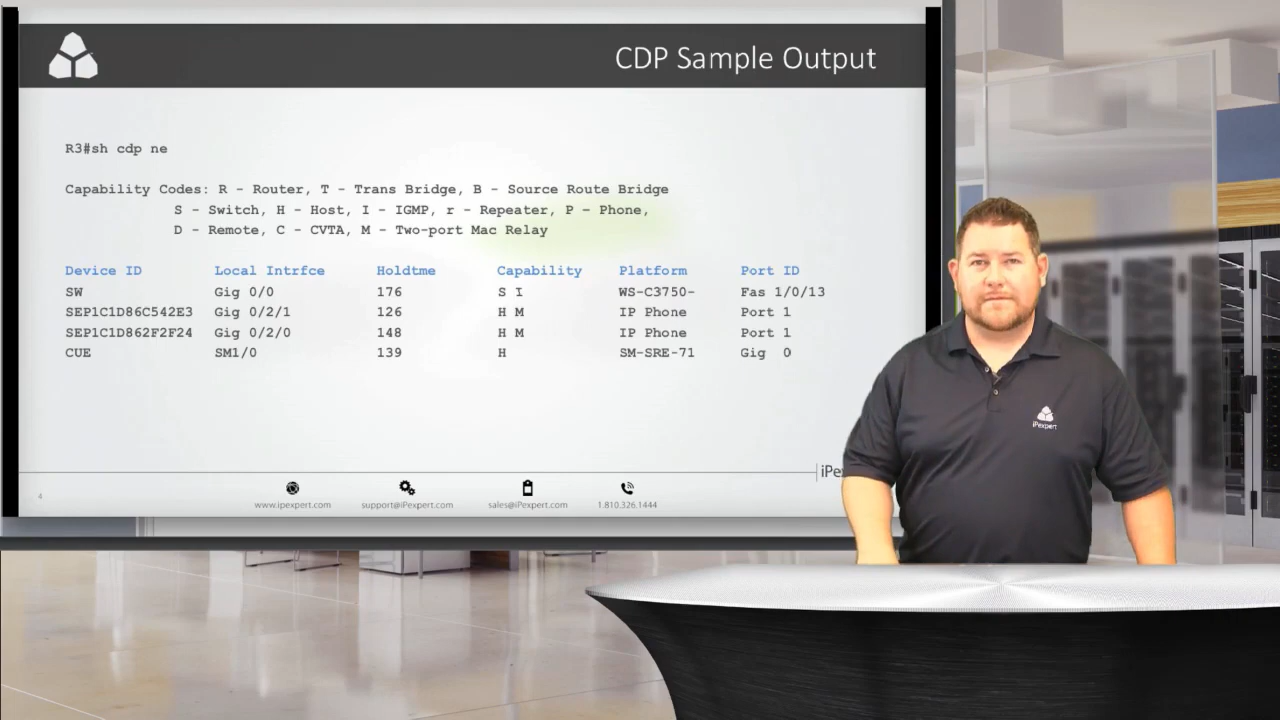 CDP Sample Output
R3#sh cdp ne
Capability Codes: R - Router, T - Trans Bridge, B - Source Route Bridge
S - Switch, H - Host, I - IGMP, r - Repeater, P - Phone,
D - Remote, C - CVTA, M - Two-port Mac Relay
Device ID Local Intrfce Holdtme Capability Platform Port ID
SW Gig 0/0 176 S I WS-C3750- Fas 1/0/13
SEP1C1D86C542E3 Gig 0/2/1 126 H M IP Phone Port 1
SEP1C1D862F2F24 Gig 0/2/0 148 H M IP Phone Port 1
CUE SM1/0 139 H SM-SRE-71 Gig 0
iPe
4
www.ipexpert.com support@iPexpert.com sales@iPexpert.com 1.810.326.1444
iPexpert